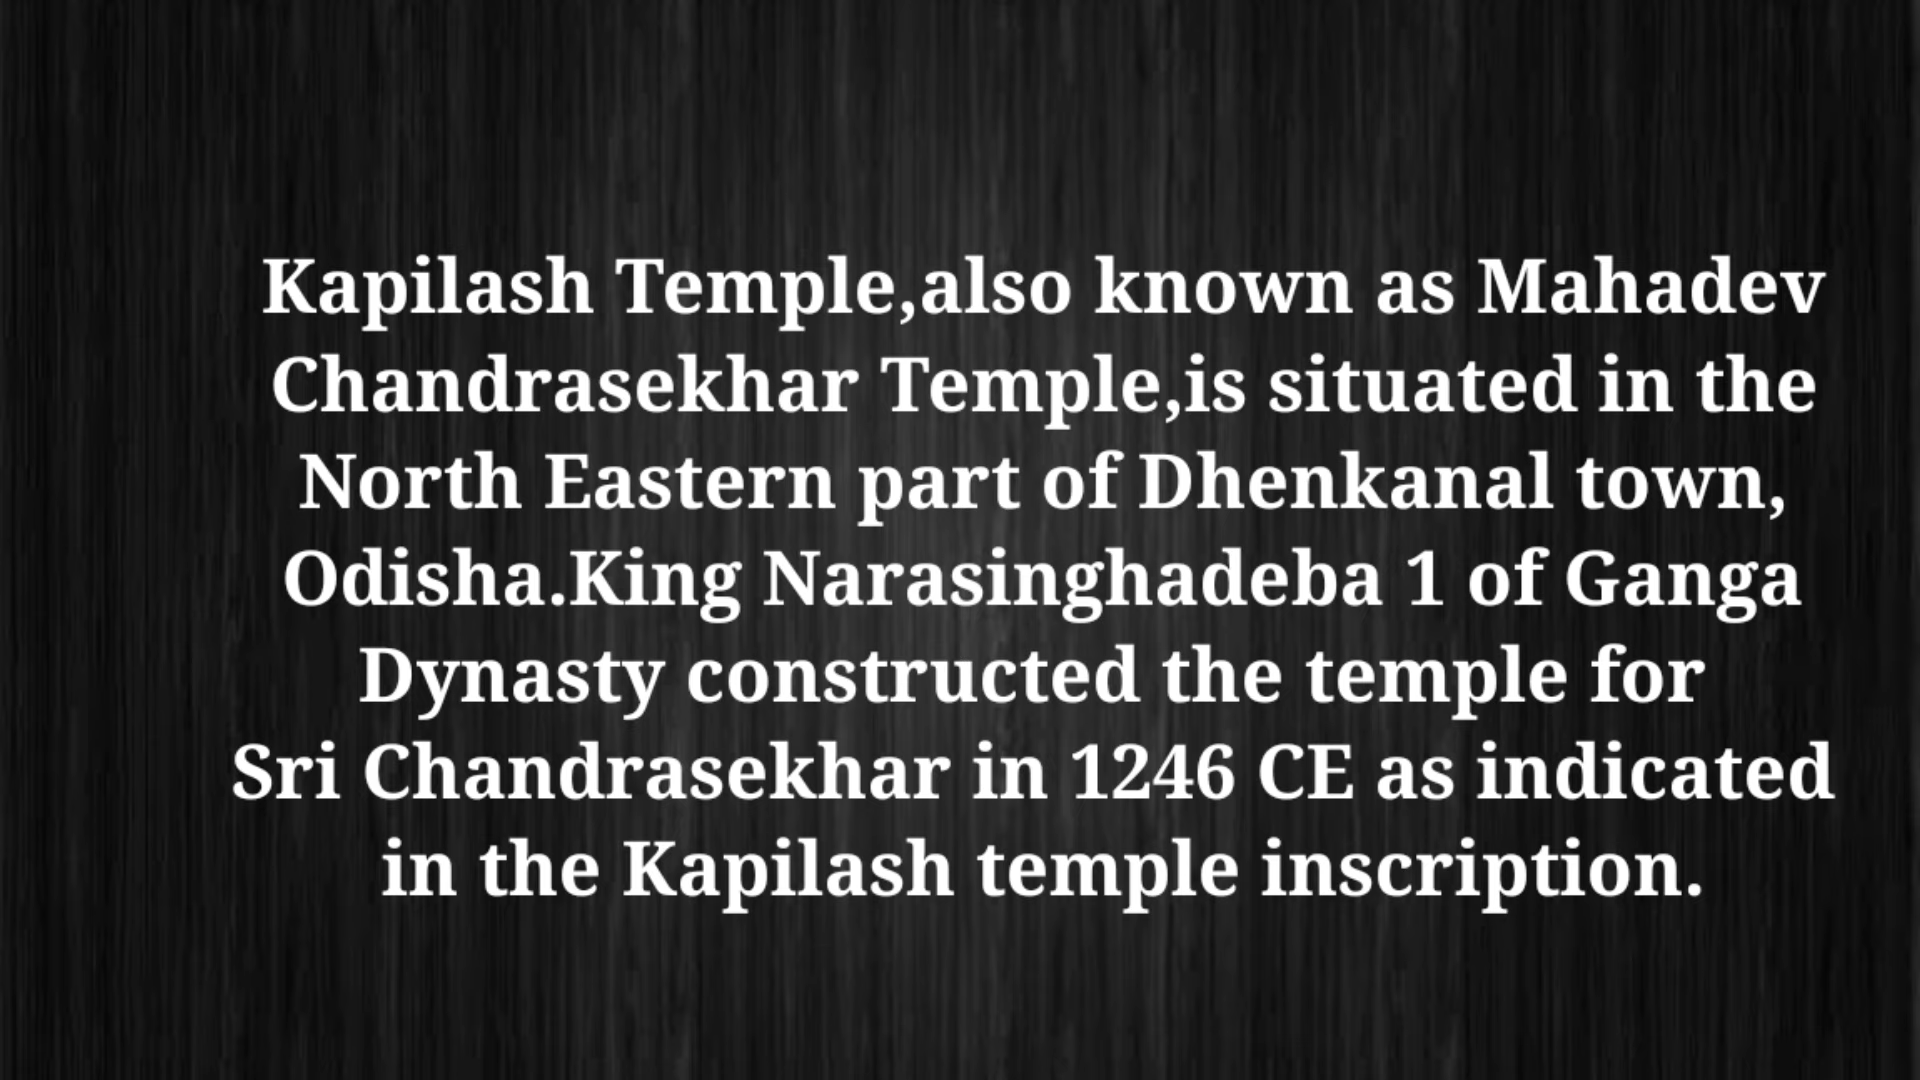 Kapilash Temple,also known as Mahadev
Chandrasekhar Temple,is situated in the
North Eastern part of Dhenkanal town,
Odisha.King Narasinghadeba 1 of Ganga
Dynasty constructed the temple for
Sri Chandrasekhar in 1246 CE as indicated
in the Kapilash temple inscription.